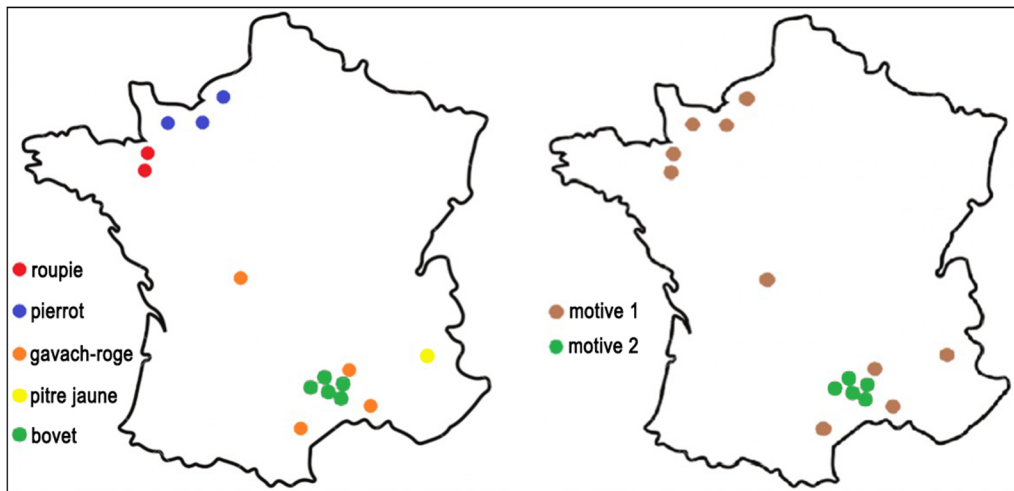 roupie
pierrot
gavach-roge
pitre jaune
bovet
motive 1
motive 2